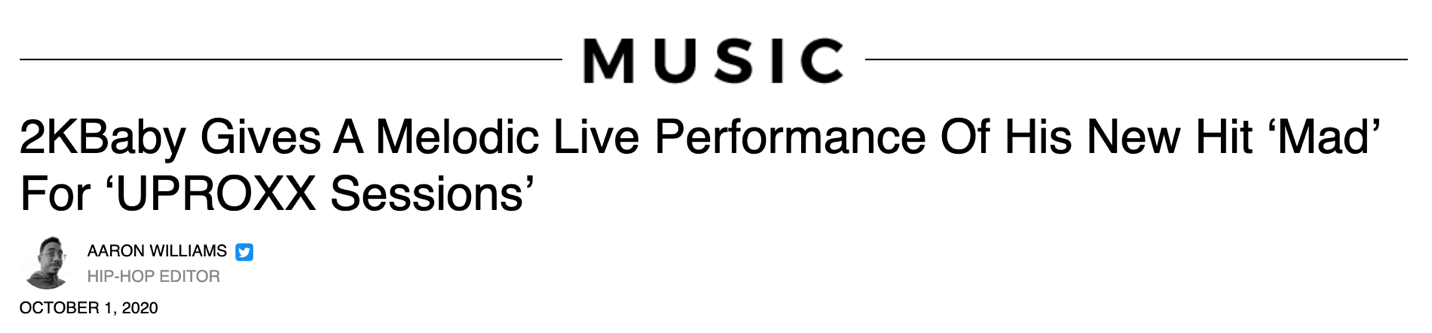 MUSIC
2KBaby Gives A Melodic Live Performance Of His New Hit ‘Mad’
For ‘UPROXX Sessions’
AARON WILLIAMS
HIP-HOP EDITOR
OCTOBER 1, 2020